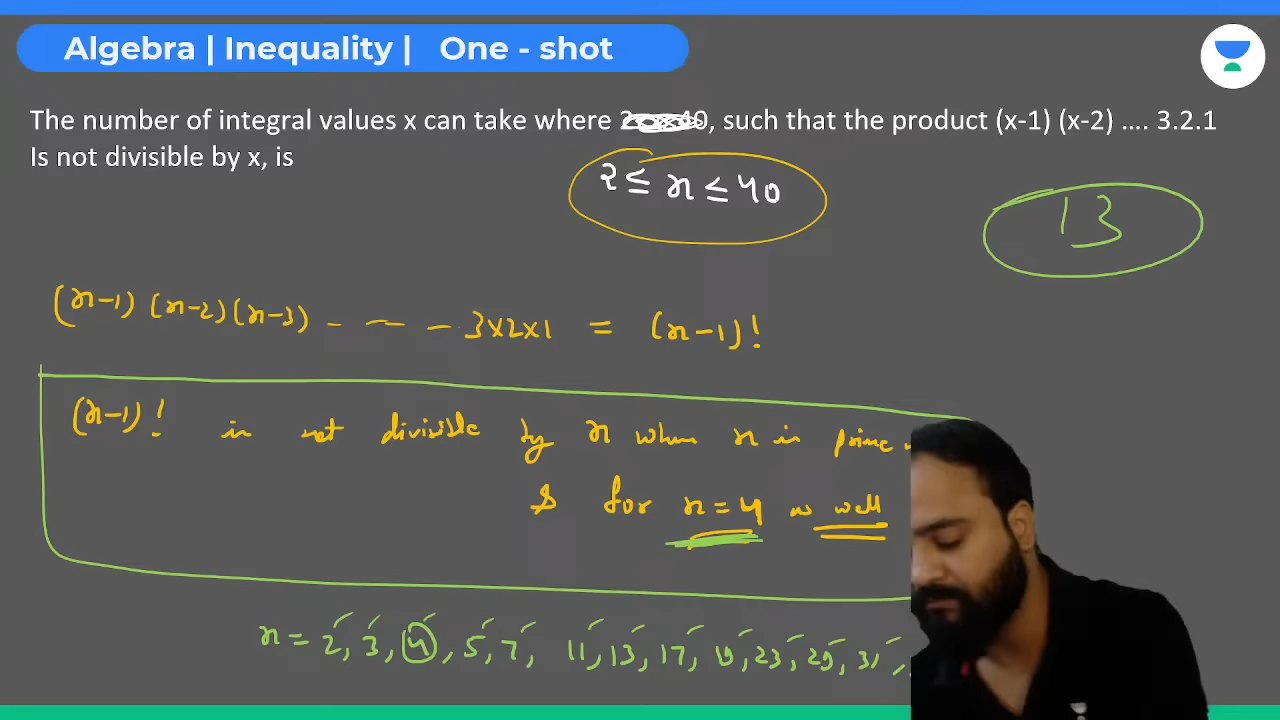 Algebra | Inequality | One - shot
The number of integral values x can take where , such that the product (x-1) (x-2) .... 3.2.1
Is not divisible by x, is
2 ≤ x ≤ 40
13
(x-1) (x-2) (x-3) - - - 3x2x1 = (x-1)!
(x-1)! is not divisible by x when x is prime
& for x = 4 as well
x = 2, 3, 4, 5, 7, 11, 13, 17, 19, 23, 29, 31,